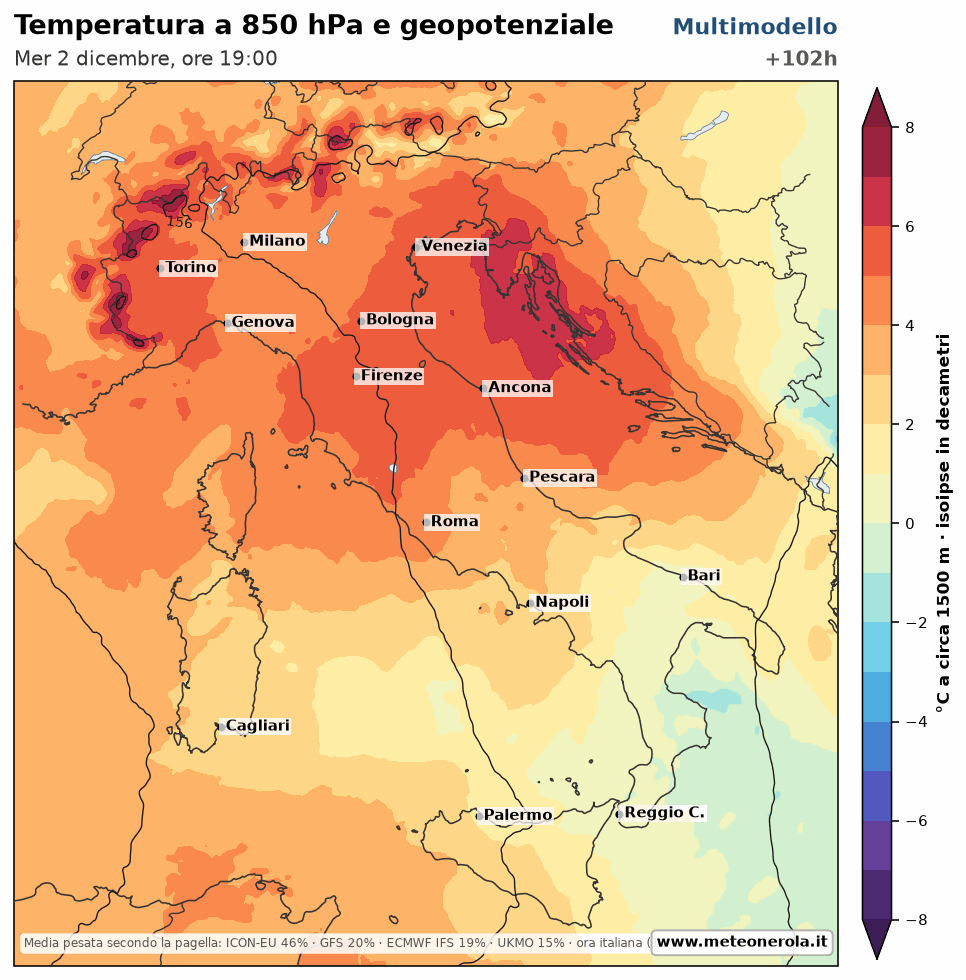 Temperatura a 850 hPa e geopotenziale
Multimodello
Mer 2 dicembre, ore 19:00
+102h
156
Milano
Venezia
Torino
Genova
Bologna
Firenze
Ancona
Pescara
Roma
Bari
Napoli
Cagliari
Palermo
Reggio C.
8
6
4
2
0
−2
−4
−6
−8
°C a circa 1500 m · isoipse in decametri
Media pesata secondo la pagella: ICON-EU 46% · GFS 20% · ECMWF IFS 19% · UKMO 15% · ora italiana (
www.meteonerola.it